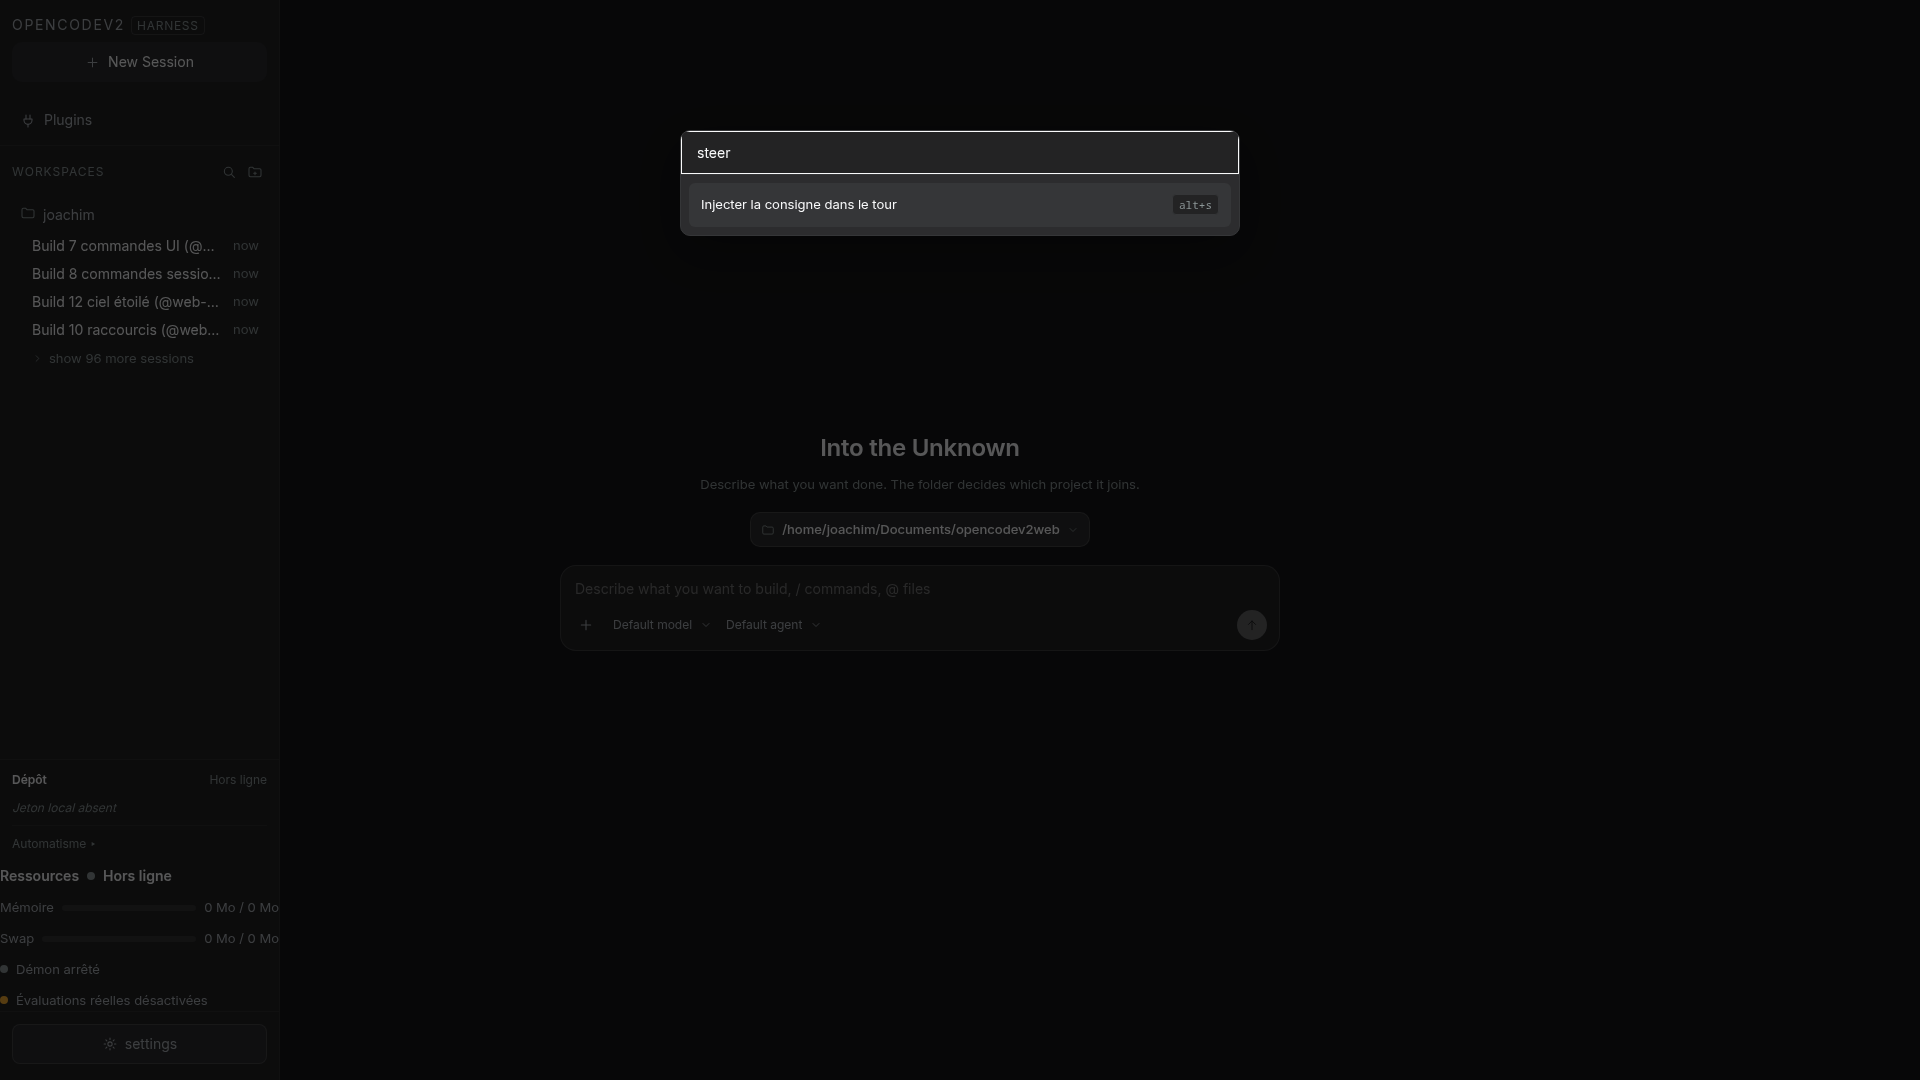 OPENCODEV2 HARNESS
New Session
Plugins
WORKSPACES
joachim
Build 7 commandes UI (@... now
Build 8 commandes sessio... now
Build 12 ciel étoilé (@web-... now
Build 10 raccourcis (@web... now
show 96 more sessions
steer
Injecter la consigne dans le tour alt+s
Into the Unknown
Describe what you want done. The folder decides which project it joins.
/home/joachim/Documents/opencodev2web
Describe what you want to build, / commands, @ files
Default model Default agent
Dépôt Hors ligne
Jeton local absent
Automatisme
Ressources Hors ligne
Mémoire 0 Mo / 0 Mo
Swap 0 Mo / 0 Mo
Démon arrêté
Évaluations réelles désactivées
settings